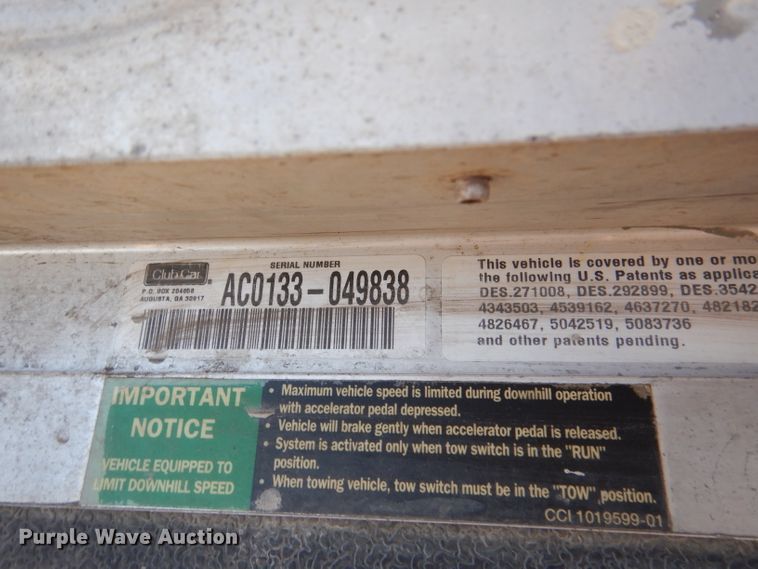 Club Car
SERIAL NUMBER
P.O. BOX 204658
AUGUSTA, GA 30917
AC0133-049838
This vehicle is covered by one or mo
the following U.S. Patents as applica
DES.271008, DES.292899, DES.3542
4343503, 4539162, 4637270, 482182
4826467, 5042519, 5083736
and other patents pending.
IMPORTANT
NOTICE
VEHICLE EQUIPPED TO
LIMIT DOWNHILL SPEED
• Maximum vehicle speed is limited during downhill operation
with accelerator pedal depressed.
• Vehicle will brake gently when accelerator pedal is released.
• System is activated only when tow switch is in the "RUN"
position.
• When towing vehicle, tow switch must be in the "TOW" position.
CCI 1019599-01
Purple Wave Auction